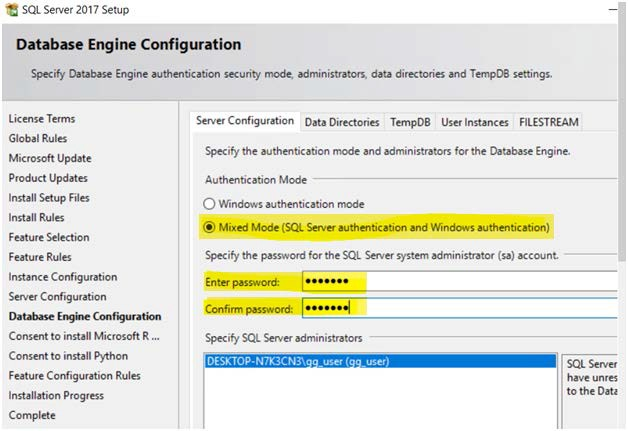 SQL Server 2017 Setup
Database Engine Configuration
Specify Database Engine authentication security mode, administrators, data directories and TempDB settings.
License Terms
Global Rules
Microsoft Update
Product Updates
Install Setup Files
Install Rules
Feature Selection
Feature Rules
Instance Configuration
Server Configuration
Database Engine Configuration
Consent to install Microsoft R ...
Consent to install Python
Feature Configuration Rules
Installation Progress
Complete
Server Configuration Data Directories TempDB User Instances FILESTREAM
Specify the authentication mode and administrators for the Database Engine.
Authentication Mode
Windows authentication mode
Mixed Mode (SQL Server authentication and Windows authentication)
Specify the password for the SQL Server system administrator (sa) account.
Enter password: •••••••
Confirm password: •••••••
Specify SQL Server administrators
DESKTOP-N7K3CN3\gg_user (gg_user)
SQL Server
have unres
to the Data